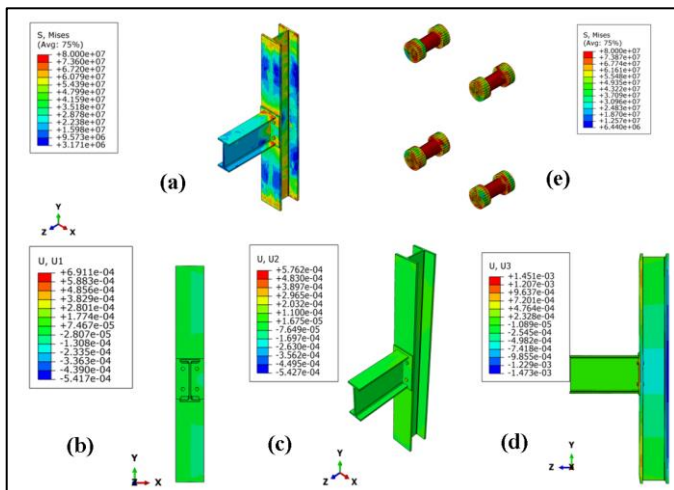 S, Mises
(Avg: 75%)
+8.000e+07
+7.360e+07
+6.720e+07
+6.079e+07
+5.439e+07
+4.799e+07
+4.159e+07
+3.518e+07
+2.878e+07
+2.238e+07
+1.598e+07
+9.573e+06
+3.171e+06
(a)
Y
Z
X
S, Mises
(Avg: 75%)
+8.000e+07
+7.387e+07
+6.774e+07
+6.161e+07
+5.548e+07
+4.935e+07
+4.322e+07
+3.709e+07
+3.096e+07
+2.483e+07
+1.870e+07
+1.257e+07
+6.440e+06
(e)
U, U1
+6.911e-04
+5.883e-04
+4.856e-04
+3.829e-04
+2.801e-04
+1.774e-04
+7.467e-05
-2.807e-05
-1.308e-04
-2.335e-04
-3.363e-04
-4.390e-04
-5.417e-04
(b)
Y
Z
X
U, U2
+5.762e-04
+4.830e-04
+3.897e-04
+2.965e-04
+2.032e-04
+1.100e-04
+1.675e-05
-7.649e-05
-1.697e-04
-2.630e-04
-3.562e-04
-4.495e-04
-5.427e-04
(c)
Y
Z
X
U, U3
+1.451e-03
+1.207e-03
+9.637e-04
+7.201e-04
+4.764e-04
+2.328e-04
-1.089e-05
-2.545e-04
-4.982e-04
-7.418e-04
-9.855e-04
-1.229e-03
-1.473e-03
(d)
Y
Z
X